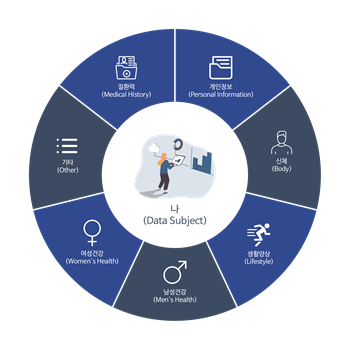 질환력
(Medical History)
개인정보
(Personal Information)
기타
(Other)
신체
(Body)
나
(Data Subject)
여성건강
(Women's Health)
생활양상
(Lifestyle)
남성건강
(Men's Health)